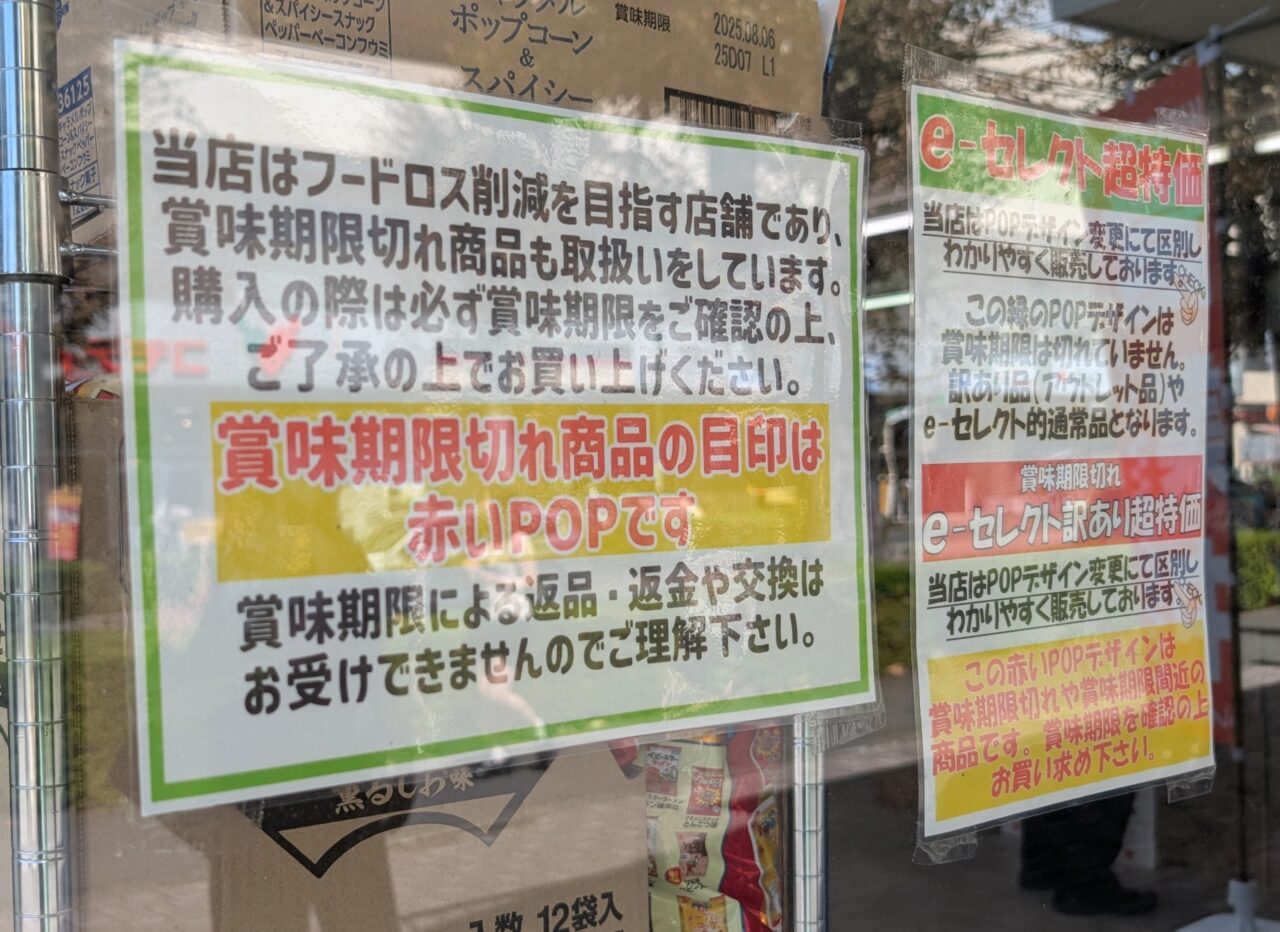 &スパイシースナック
ペッパーベーコンフウミ
ポップコーン
&
スパイシー
賞味期限
2025.08.06
25D07 L1
36125
当店はフードロス削減を目指す店舗であり、
賞味期限切れ商品も取扱いをしています。
購入の際は必ず賞味期限をご確認の上、
ご了承の上でお買い上げください。
賞味期限切れ商品の目印は
赤いPOPです
賞味期限による返品・返金や交換は
お受けできませんのでご理解下さい。
e-セレクト超特価
当店はPOPデザイン変更にて区別し
わかりやすく販売しております
この緑のPOPデザインは
賞味期限は切れていません。
訳あり品(アウトレット品)や
e-セレクト的通常品となります。
賞味期限切れ
e-セレクト訳あり超特価
当店はPOPデザイン変更にて区別し
わかりやすく販売しております
この赤いPOPデザインは
賞味期限切れや賞味期限間近の
商品です。賞味期限を確認の上
お買い求め下さい。
薫るしお味
入数 12袋入